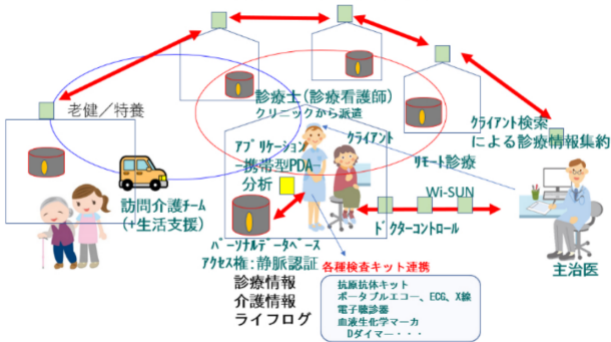 老健／特養
診療士（診療看護師）
クリニックから派遣
クライアント検索
による診療情報集約
アプリケーション
−携帯型PDA−
分析
クライアント
リモート診療
Wi-SUN
訪問介護チーム
(+生活支援)
ドクターコントロール
主治医
パーソナルデータベース
アクセス権:静脈認証
診療情報
介護情報
ライフログ
各種検査キット連携
抗原抗体キット
ポータブルエコー、ECG、X線
電子聴診器
血液生化学マーカ
Dダイマー・・・